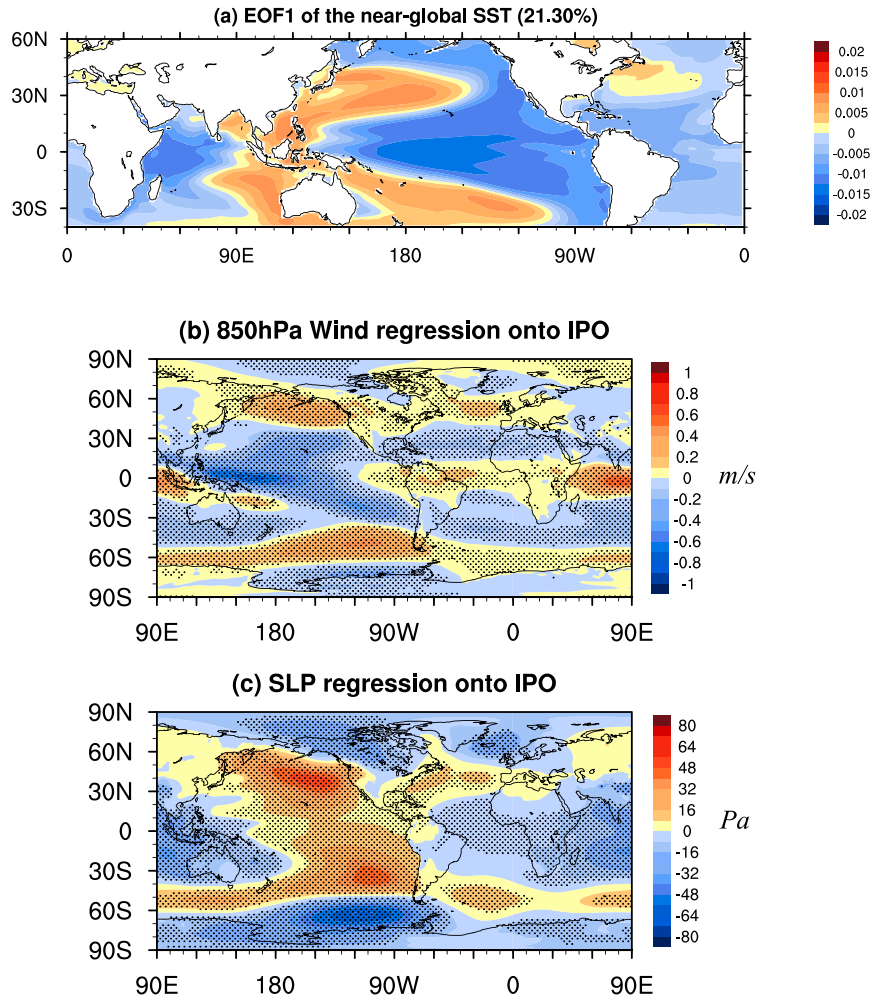 (a) EOF1 of the near-global SST (21.30%)
60N
30N
0
30S
0 90E 180 90W 0
0.02
0.015
0.01
0.005
0
-0.005
-0.01
-0.015
-0.02
(b) 850hPa Wind regression onto IPO
90N
60N
30N
0
30S
60S
90S
90E 180 90W 0 90E
1
0.8
0.6
0.4
0.2
0
-0.2
-0.4
-0.6
-0.8
-1
m/s
(c) SLP regression onto IPO
90N
60N
30N
0
30S
60S
90S
90E 180 90W 0 90E
80
64
48
32
16
0
-16
-32
-48
-64
-80
Pa